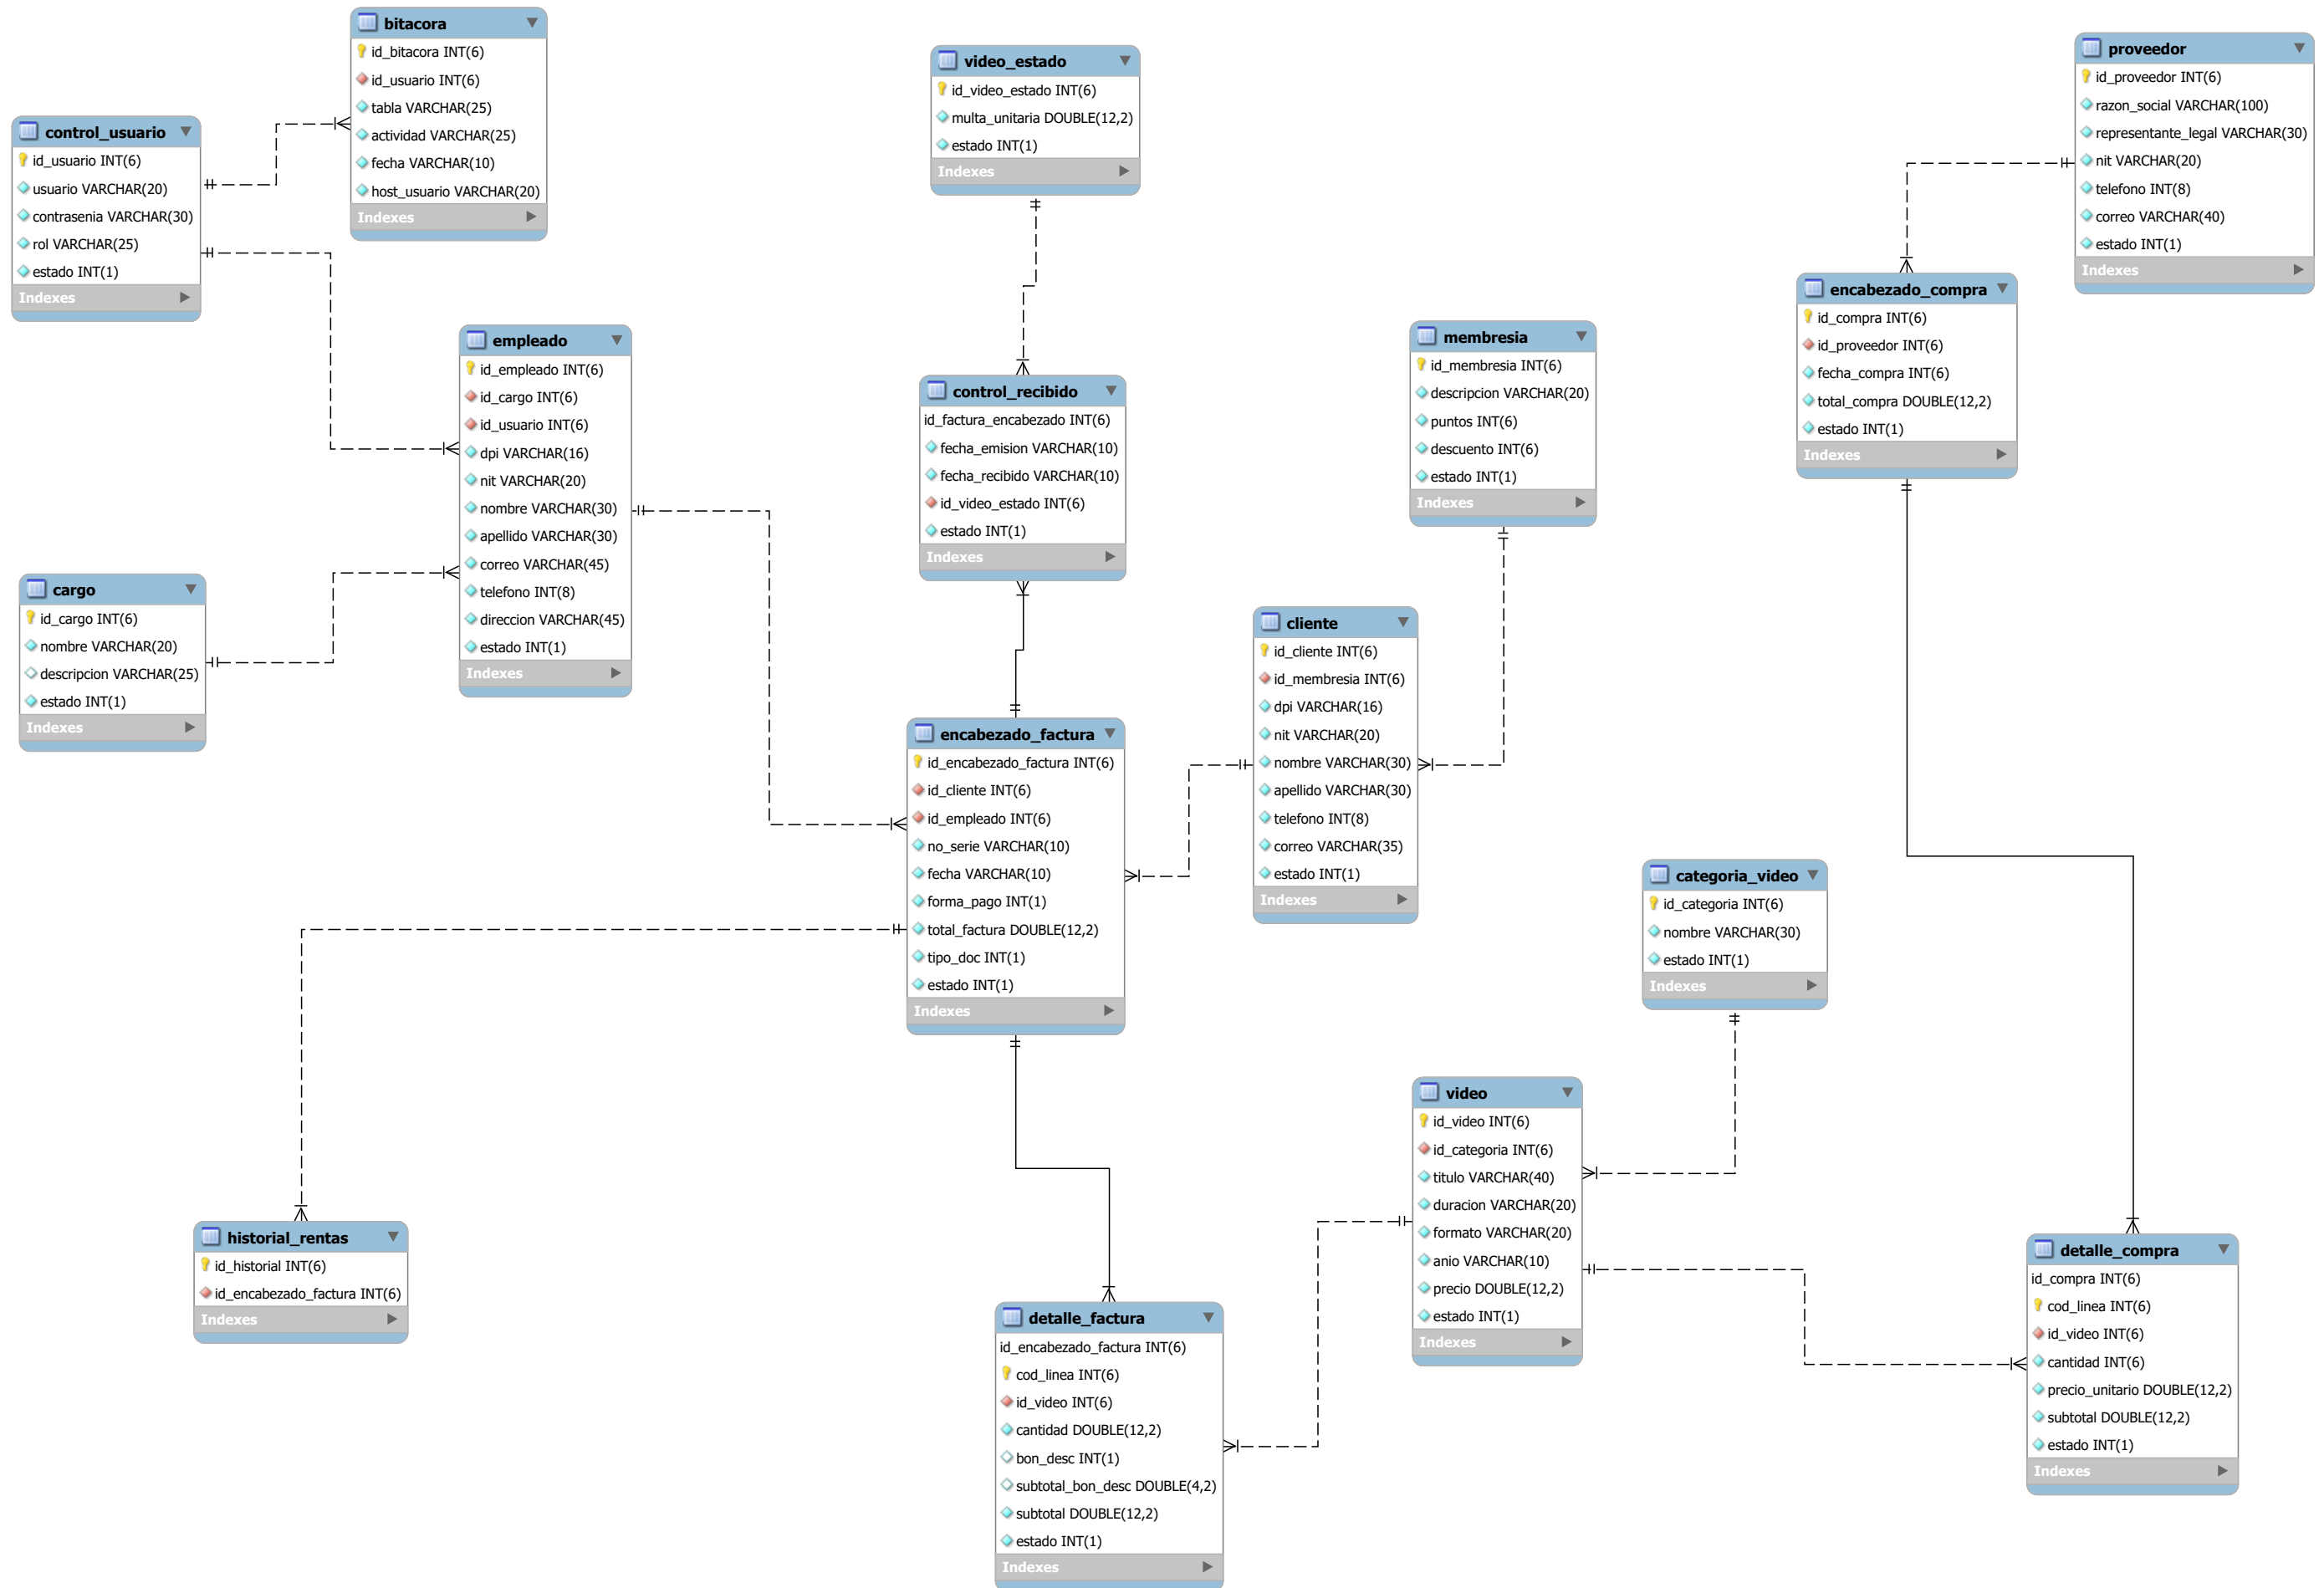 bitacora
id_bitacora INT(6)
id_usuario INT(6)
tabla VARCHAR(25)
actividad VARCHAR(25)
fecha VARCHAR(10)
host_usuario VARCHAR(20)
Indexes
control_usuario
id_usuario INT(6)
usuario VARCHAR(20)
contrasenia VARCHAR(30)
rol VARCHAR(25)
estado INT(1)
Indexes
video_estado
id_video_estado INT(6)
multa_unitaria DOUBLE(12,2)
estado INT(1)
Indexes
proveedor
id_proveedor INT(6)
razon_social VARCHAR(100)
representante_legal VARCHAR(30)
nit VARCHAR(20)
telefono INT(8)
correo VARCHAR(40)
estado INT(1)
Indexes
encabezado_compra
id_compra INT(6)
id_proveedor INT(6)
fecha_compra INT(6)
total_compra DOUBLE(12,2)
estado INT(1)
Indexes
empleado
id_empleado INT(6)
id_cargo INT(6)
id_usuario INT(6)
dpi VARCHAR(16)
nit VARCHAR(20)
nombre VARCHAR(30)
apellido VARCHAR(30)
correo VARCHAR(45)
telefono INT(8)
direccion VARCHAR(45)
estado INT(1)
Indexes
control_recibido
id_factura_encabezado INT(6)
fecha_emision VARCHAR(10)
fecha_recibido VARCHAR(10)
id_video_estado INT(6)
estado INT(1)
Indexes
membresia
id_membresia INT(6)
descripcion VARCHAR(20)
puntos INT(6)
descuento INT(6)
estado INT(1)
Indexes
cargo
id_cargo INT(6)
nombre VARCHAR(20)
descripcion VARCHAR(25)
estado INT(1)
Indexes
cliente
id_cliente INT(6)
id_membresia INT(6)
dpi VARCHAR(16)
nit VARCHAR(20)
nombre VARCHAR(30)
apellido VARCHAR(30)
telefono INT(8)
correo VARCHAR(35)
estado INT(1)
Indexes
encabezado_factura
id_encabezado_factura INT(6)
id_cliente INT(6)
id_empleado INT(6)
no_serie VARCHAR(10)
fecha VARCHAR(10)
forma_pago INT(1)
total_factura DOUBLE(12,2)
tipo_doc INT(1)
estado INT(1)
Indexes
categoria_video
id_categoria INT(6)
nombre VARCHAR(30)
estado INT(1)
Indexes
video
id_video INT(6)
id_categoria INT(6)
titulo VARCHAR(40)
duracion VARCHAR(20)
formato VARCHAR(20)
anio VARCHAR(10)
precio DOUBLE(12,2)
estado INT(1)
Indexes
historial_rentas
id_historial INT(6)
id_encabezado_factura INT(6)
Indexes
detalle_factura
id_encabezado_factura INT(6)
cod_linea INT(6)
id_video INT(6)
cantidad DOUBLE(12,2)
bon_desc INT(1)
subtotal_bon_desc DOUBLE(4,2)
subtotal DOUBLE(12,2)
estado INT(1)
Indexes
detalle_compra
id_compra INT(6)
cod_linea INT(6)
id_video INT(6)
cantidad INT(6)
precio_unitario DOUBLE(12,2)
subtotal DOUBLE(12,2)
estado INT(1)
Indexes